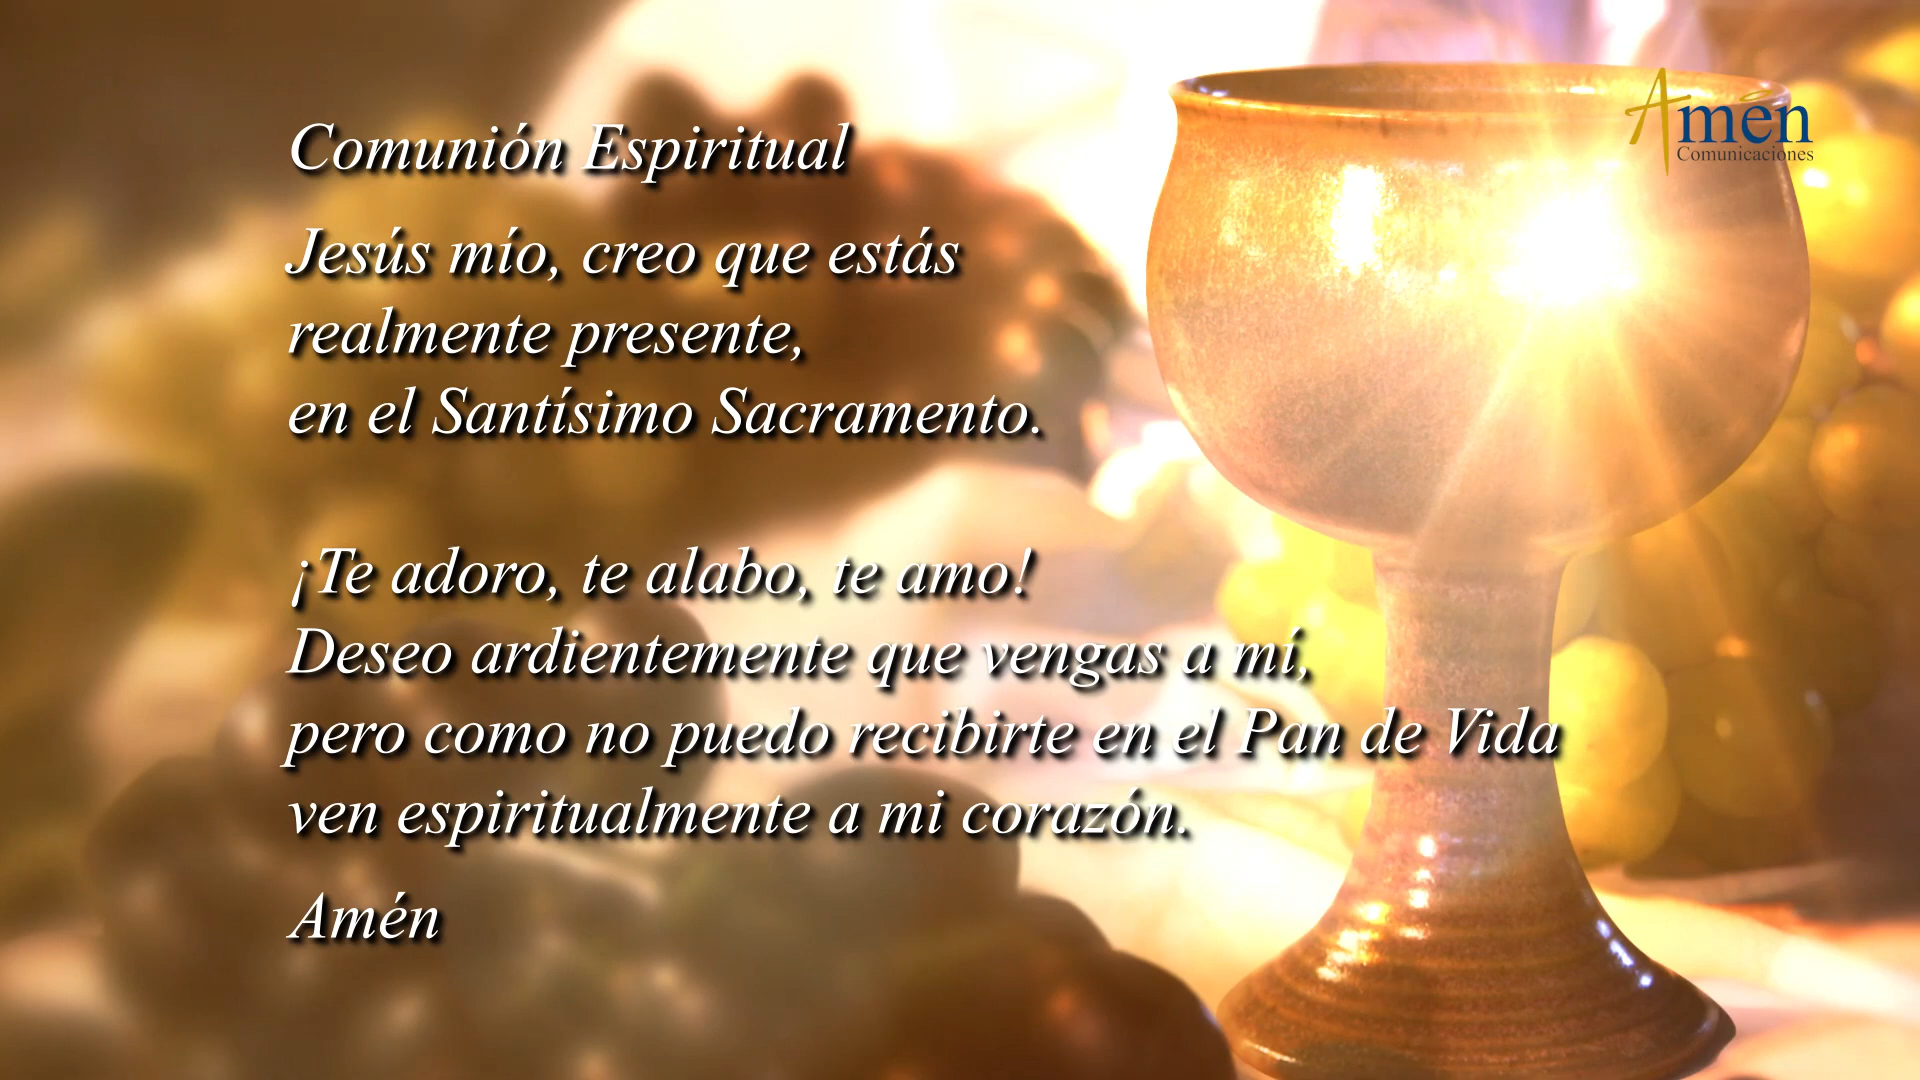 Comunión Espiritual
Jesús mío, creo que estás
realmente presente,
en el Santísimo Sacramento.
¡Te adoro, te alabo, te amo!
Deseo ardientemente que vengas a mí,
pero como no puedo recibirte en el Pan de Vida
ven espiritualmente a mi corazón.
Amén
Amén
Comunicaciones